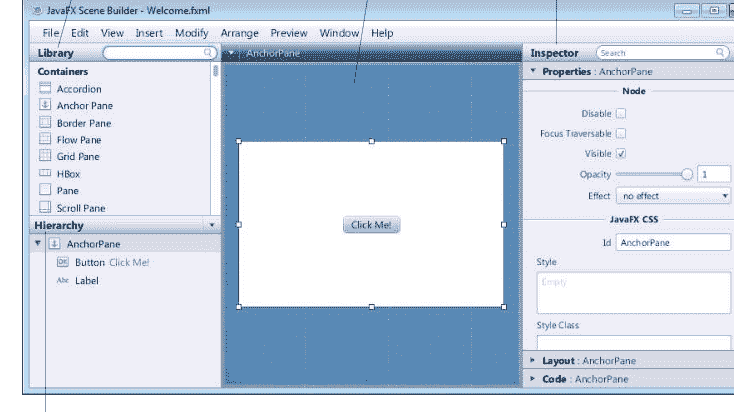 JavaFX Scene Builder - Welcome.fxml
File Edit View Insert Modify Arrange Preview Window Help
Library
Containers
Accordion
Anchor Pane
Border Pane
Flow Pane
Grid Pane
HBox
Pane
Scroll Pane
Hierarchy
AnchorPane
OK Button Click Me!
Abc Label
AnchorPane
Click Me!
Inspector Search
Properties : AnchorPane
Node
Disable
Focus Traversable
Visible
Opacity 1
Effect no effect
JavaFX CSS
Id AnchorPane
Style
Empty
Style Class
Layout : AnchorPane
Code : AnchorPane